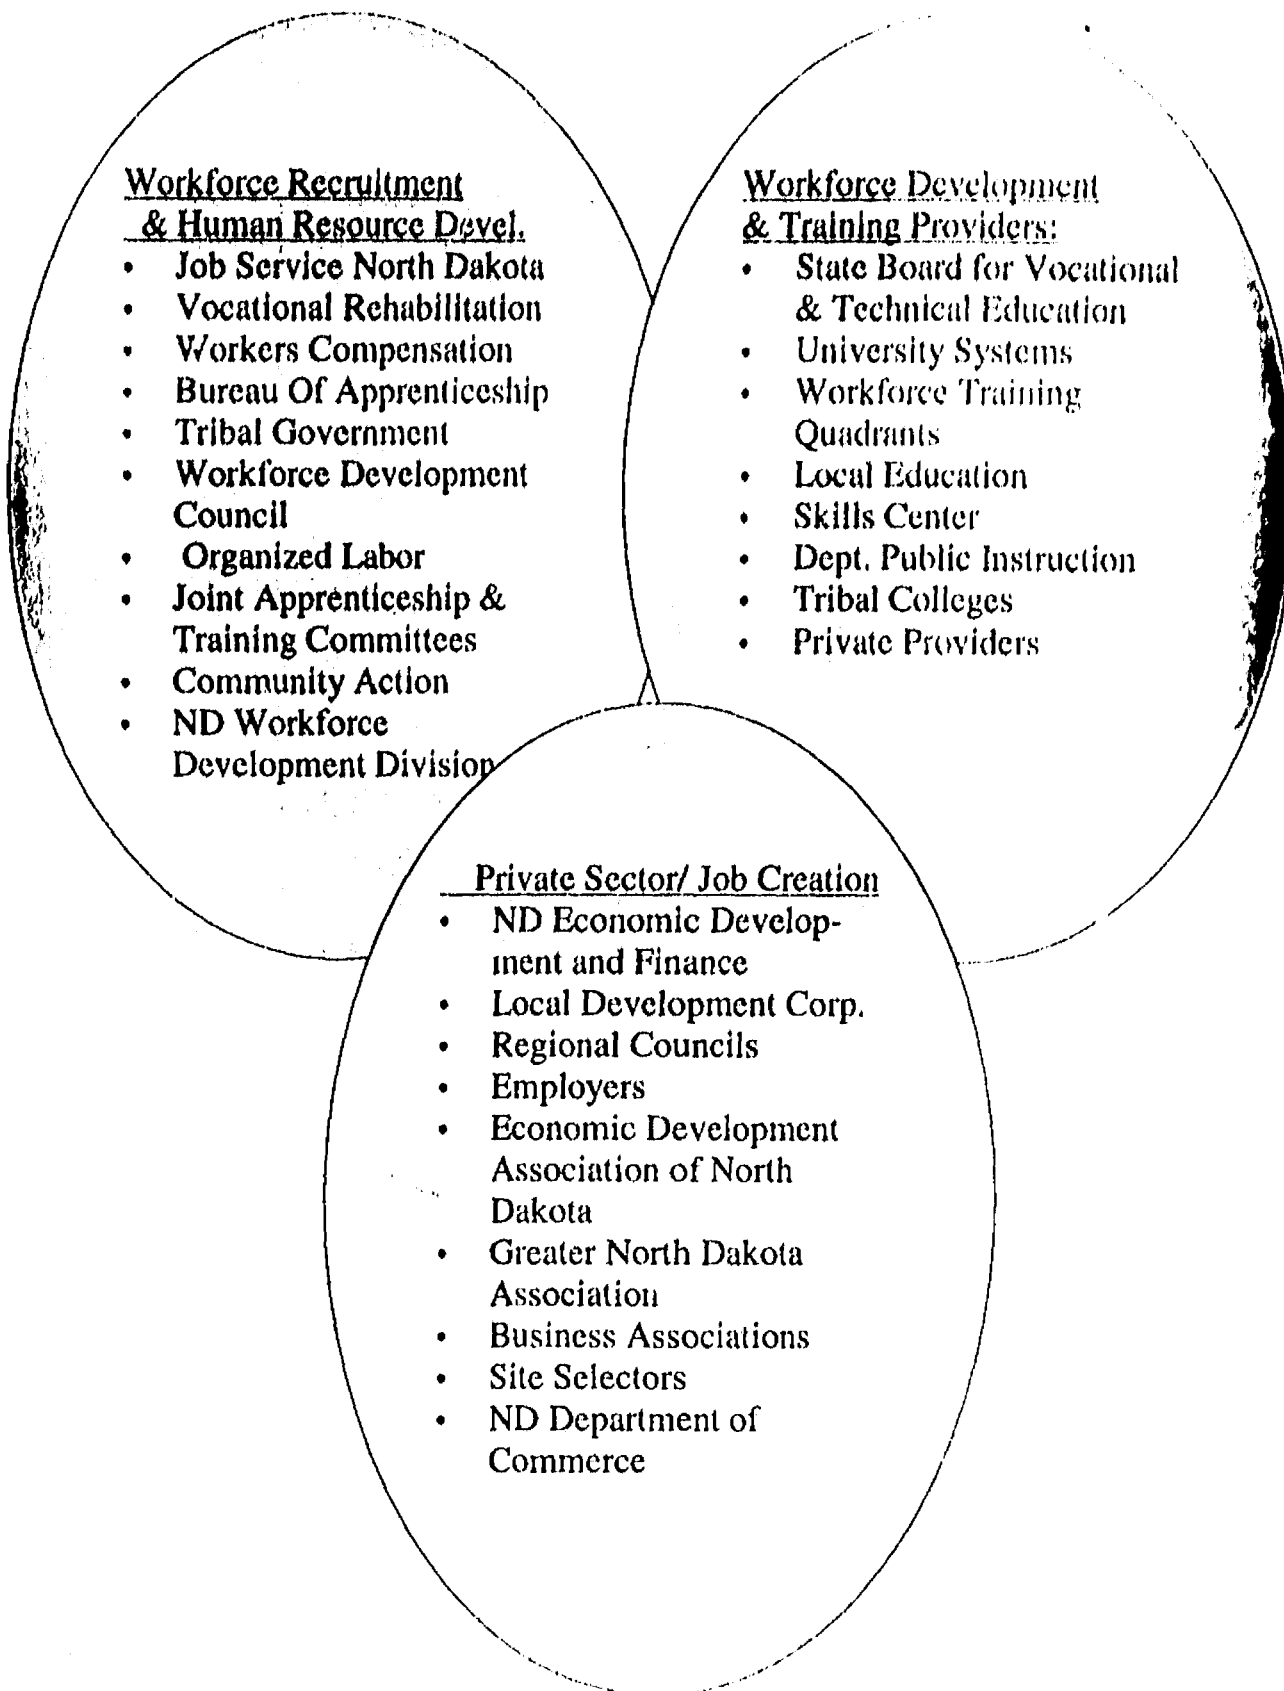 Workforce Recruitment
& Human Resource Devel.
• Job Service North Dakota
• Vocational Rehabilitation
• Workers Compensation
• Bureau Of Apprenticeship
• Tribal Government
• Workforce Development
Council
• Organized Labor
• Joint Apprenticeship &
Training Committees
• Community Action
• ND Workforce
Development Division
Workforce Development
& Training Providers:
• State Board for Vocational
& Technical Education
• University Systems
• Workforce Training
Quadrants
• Local Education
• Skills Center
• Dept. Public Instruction
• Tribal Colleges
• Private Providers
Private Sector/ Job Creation
• ND Economic Develop-
ment and Finance
• Local Development Corp.
• Regional Councils
• Employers
• Economic Development
Association of North
Dakota
• Greater North Dakota
Association
• Business Associations
• Site Selectors
• ND Department of
Commerce